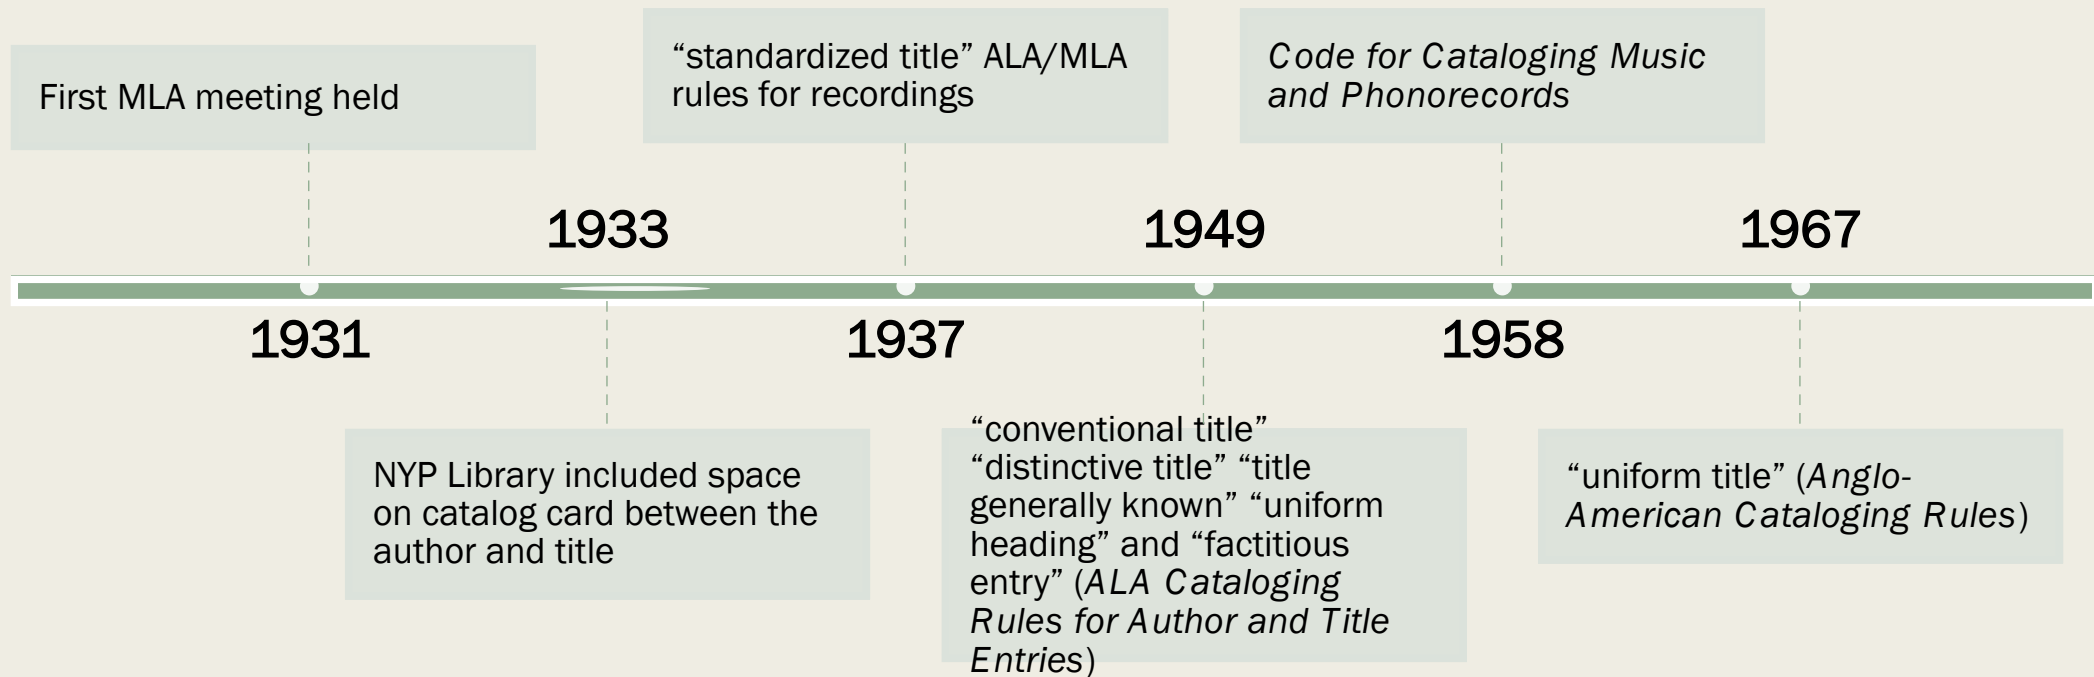 First MLA meeting held
“standardized title” ALA/MLA
rules for recordings
Code for Cataloging Music
and Phonorecords
1933
1949
1967
1931
1937
1958
NYP Library included space
on catalog card between the
author and title
“conventional title”
“distinctive title” “title
generally known” “uniform
heading” and “factitious
entry” (ALA Cataloging
Rules for Author and Title
Entries)
“uniform title” (Anglo-
American Cataloging Rules)